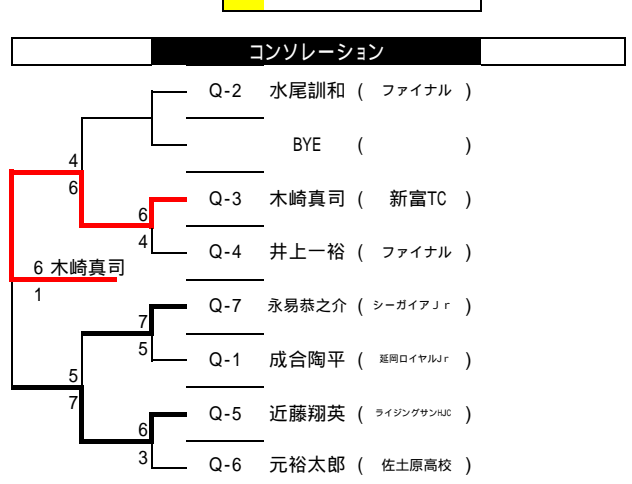 コンソレーション
Q-2 水尾訓和 ( ファイナル )
BYE ( )
4
6
Q-3 木崎真司 ( 新富TC )
6
4
Q-4 井上一裕 ( ファイナル )
6 木崎真司
1
Q-7 永易恭之介 ( シーガイアJr )
7
5
Q-1 成合陶平 ( 延岡ロイヤルJr )
5
7
Q-5 近藤翔英 ( ライジングサンHJC )
6
3
Q-6 元裕太郎 ( 佐土原高校 )